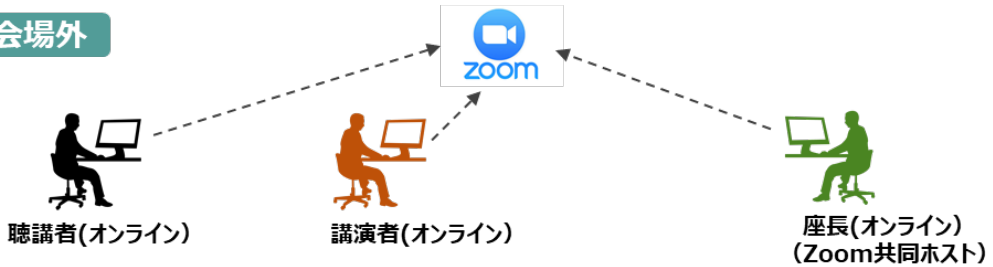 会場外
zoom
聴講者(オンライン)
講演者(オンライン)
座長(オンライン)
(Zoom共同ホスト)